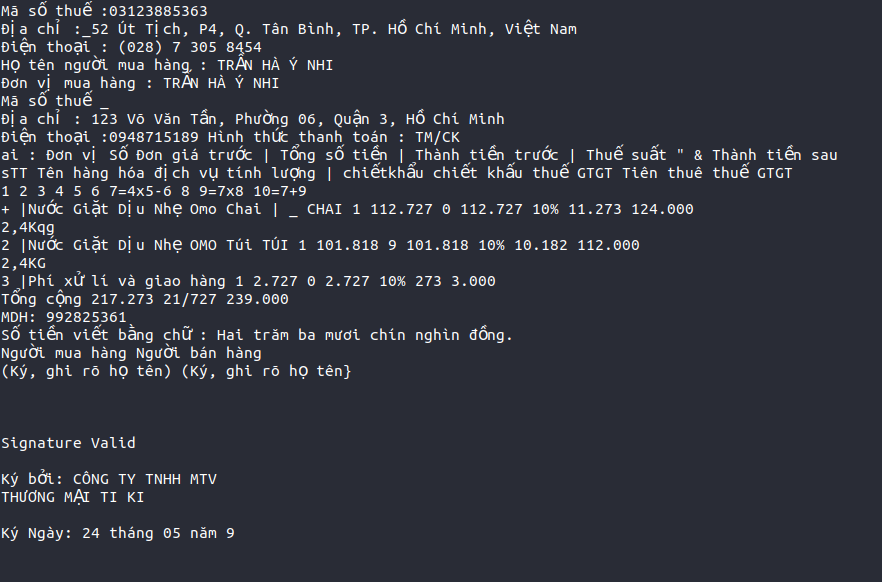 Mã số thuế :03123885363
Địa chỉ :_52 Út Tịch, P4, Q. Tân Bình, TP. Hồ Chí Minh, Việt Nam
Điện thoại : (028) 7 305 8454
Họ tên người mua hàng : TRẦN HÀ Ý NHI
Đơn vị mua hàng : TRẤN HÀ Ý NHI
Mã số thuế _
Địa chỉ : 123 Võ Văn Tần, Phường 06, Quận 3, Hồ Chí Minh
Điện thoại :0948715189 Hình thức thanh toán : TM/CK
ai : Đơn vị Số Đơn giá trước | Tổng số tiền | Thành tiền trước | Thuế suất " & Thành tiền sau
sTT Tên hàng hóa địch vụ tính lượng | chiếtkhẩu chiết khấu thuế GTGT Tiên thuê thuế GTGT
1 2 3 4 5 6 7=4x5-6 8 9=7x8 10=7+9
+ |Nước Giặt Dịu Nhẹ Omo Chai | _ CHAI 1 112.727 0 112.727 10% 11.273 124.000
2,4Kqg
2 |Nước Giặt Dịu Nhẹ OMO Túi TÚI 1 101.818 9 101.818 10% 10.182 112.000
2,4KG
3 |Phí xử lí và giao hàng 1 2.727 0 2.727 10% 273 3.000
Tổng cộng 217.273 21/727 239.000
MDH: 992825361
Số tiền viết bằng chữ : Hai trăm ba mươi chín nghìn đồng.
Người mua hàng Người bán hàng
(Ký, ghi rõ họ tên) (Ký, ghi rõ họ tên}
Signature Valid
Ký bởi: CÔNG TY TNHH MTV
THƯƠNG MẠI TI KI
Ký Ngày: 24 tháng 05 năm 9